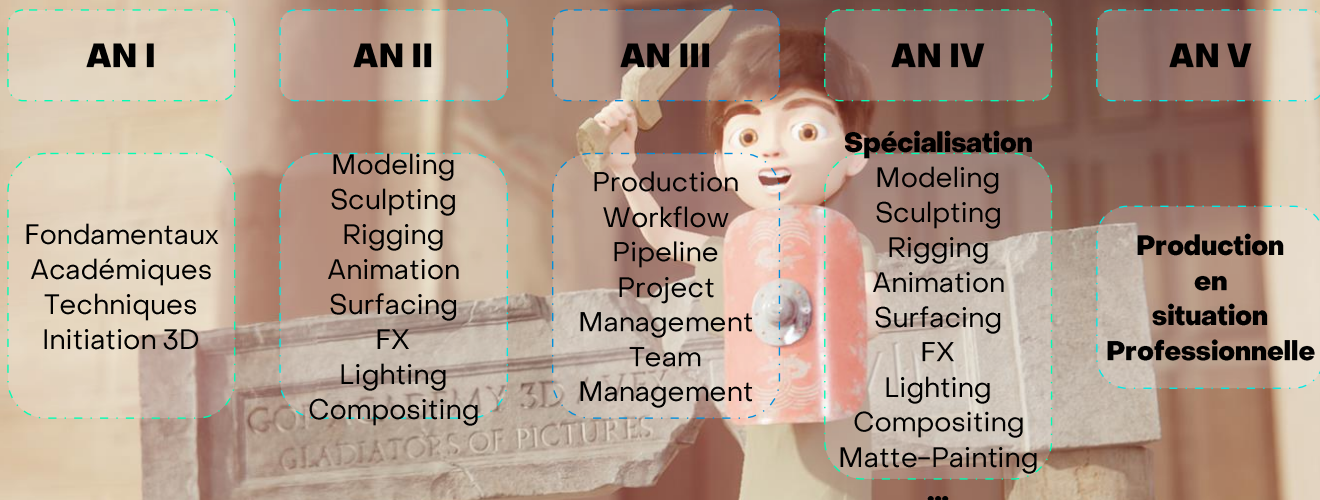 AN I
AN II
AN III
AN IV
AN V
Fondamentaux
Académiques
Techniques
Initiation 3D
Modeling
Sculpting
Rigging
Animation
Surfacing
FX
Lighting
Compositing
Production
Workflow
Pipeline
Project
Management
Team
Management
Spécialisation
Modeling
Sculpting
Rigging
Animation
Surfacing
FX
Lighting
Compositing
Matte-Painting
...
Production
en
situation
Professionnelle
3D
GLADIATORS OF PICTURES